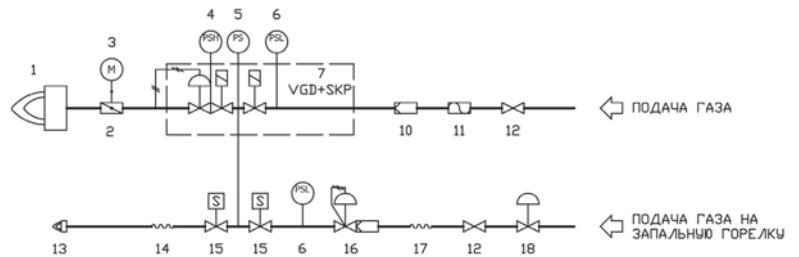 4 5 6
PSH PS PSL
3
M
1
7
VGD+SKP
2
10 11 12
ПОДАЧА ГАЗА
S S PSL
13 14 15 15 6 16 17 12 18
ПОДАЧА ГАЗА НА
ЗАПАЛЬНУЮ ГОРЕЛКУ